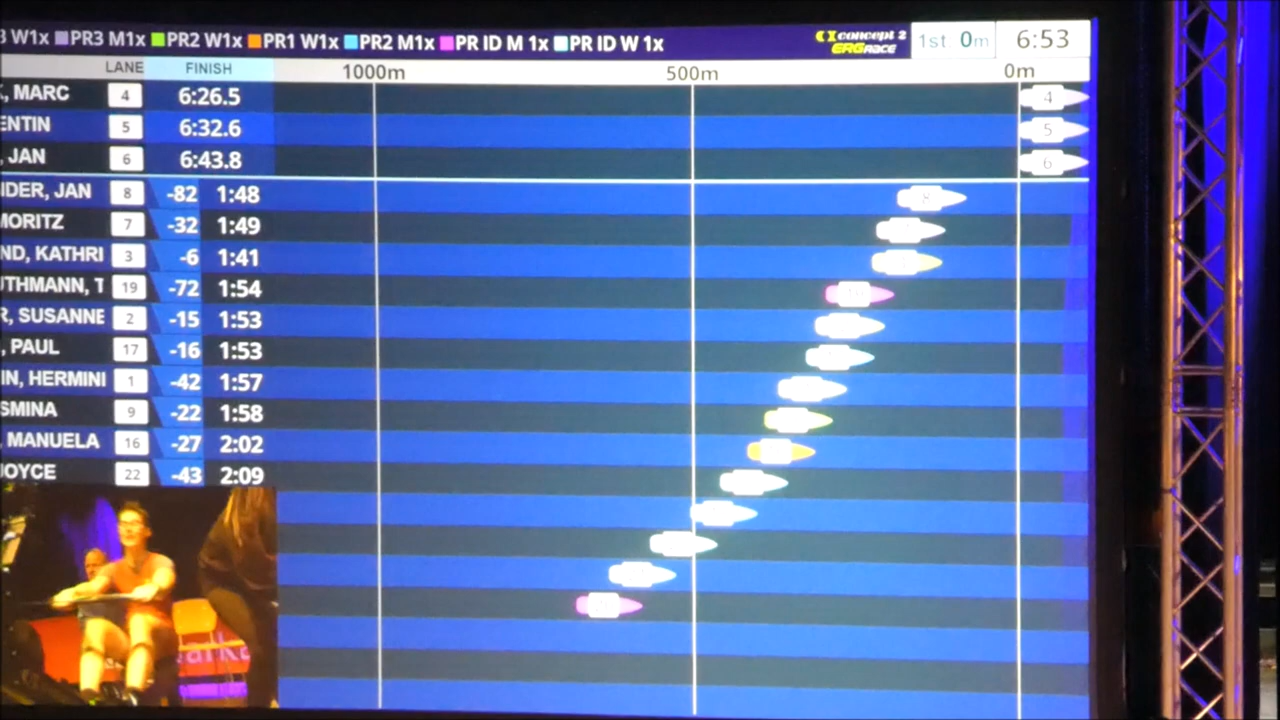 W1x PR3 M1x PR2 W1x PR1 W1x PR2 M1x PR ID M 1x PR ID W 1x concept 2 ERGRACE 1st 0m 6:53
LANE FINISH 1000m 500m 0m
, MARC 4 6:26.5 4
ENTIN 5 6:32.6 5
, JAN 6 6:43.8 6
IDER, JAN 8 -82 1:48 8
MORITZ 7 -32 1:49
ND, KATHRI 3 -6 1:41
UTHMANN, T 19 -72 1:54
R, SUSANNE 2 -15 1:53
, PAUL 17 -16 1:53
IN, HERMINI 1 -42 1:57
SMINA 9 -22 1:58
, MANUELA 16 -27 2:02
JOYCE 22 -43 2:09